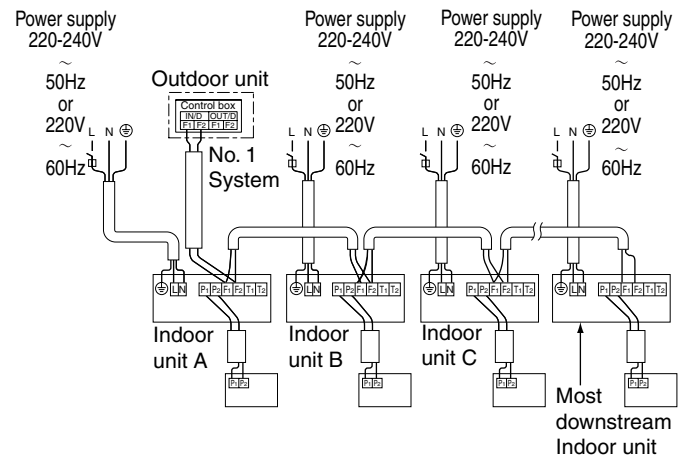 Power supply
220-240V
~
50Hz
or
220V
~
60Hz
L N
Outdoor unit
Control box
IN/D OUT/D
F1 F2 F1 F2
No. 1
System
Power supply
220-240V
~
50Hz
or
220V
~
60Hz
L N
Power supply
220-240V
~
50Hz
or
220V
~
60Hz
L N
Power supply
220-240V
~
50Hz
or
220V
~
60Hz
L N
L N
P1 P2 F1 F2 T1 T2
L N
P1 P2 F1 F2 T1 T2
L N
P1 P2 F1 F2 T1 T2
L N
P1 P2 F1 F2 T1 T2
Indoor
unit A
Indoor
unit B
Indoor
unit C
Most
downstream
Indoor unit
P1 P2
P1 P2
P1 P2
P1 P2